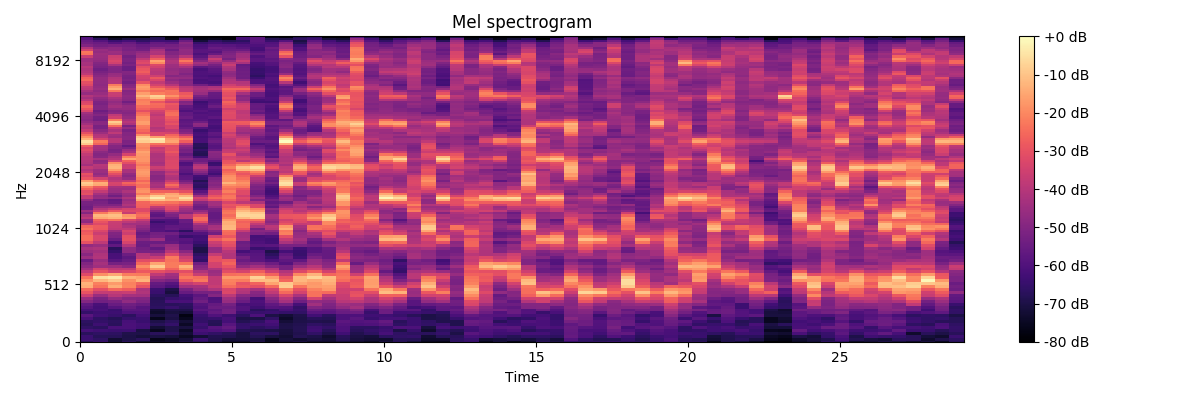 Mel spectrogram
8192
4096
2048
1024
512
0
Hz
0 5 10 15 20 25
Time
+0 dB
-10 dB
-20 dB
-30 dB
-40 dB
-50 dB
-60 dB
-70 dB
-80 dB